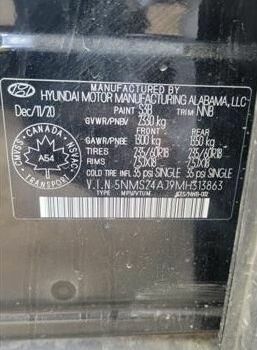 MANUFACTURED BY
HYUNDAI MOTOR MANUFACTURING ALABAMA, LLC
Dec/11/20 PAINT S3B TRIM NNB
GVWR/PNBV 2330 kg
FRONT REAR
GAWR/PNBE 1300 kg 1350 kg
TIRES 235/60R18 235/60R18
RIMS 7.5JX18 7.5JX18
COLD INF. 35 psi SINGLE 35 psi SINGLE
V.I.N-5NMS24AJ9MH313863
TYPE :MPV/VTUM
CANADA
CMVSS NSVAC
A54
TRANSPORT